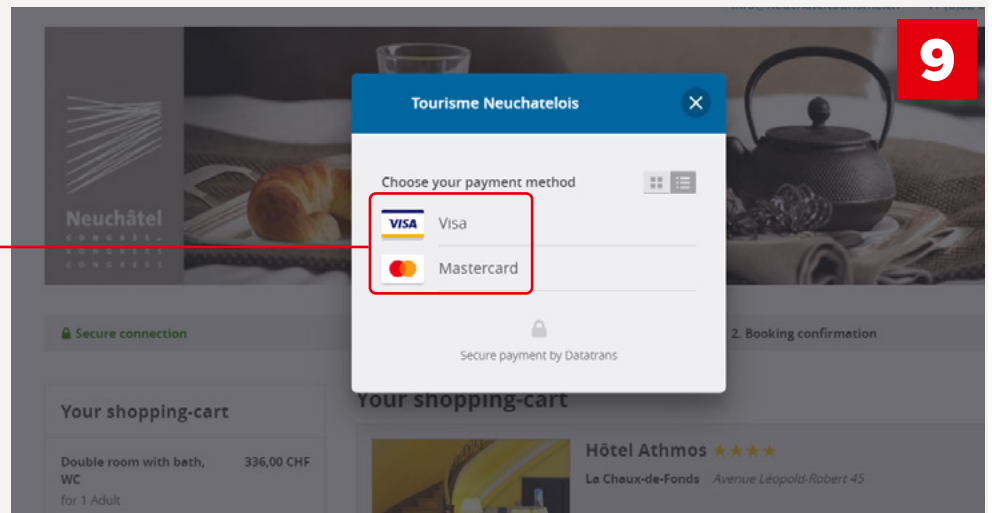 9
Tourisme Neuchatelois
Choose your payment method
VISA Visa
Mastercard
Secure payment by Datatrans
Neuchâtel
Secure connection
2. Booking confirmation
Your shopping-cart
Double room with bath, 336,00 CHF
WC
for 1 Adult
Your shopping-cart
Hôtel Athmos ★★★★
La Chaux-de-Fonds Avenue Léopold-Robert 45